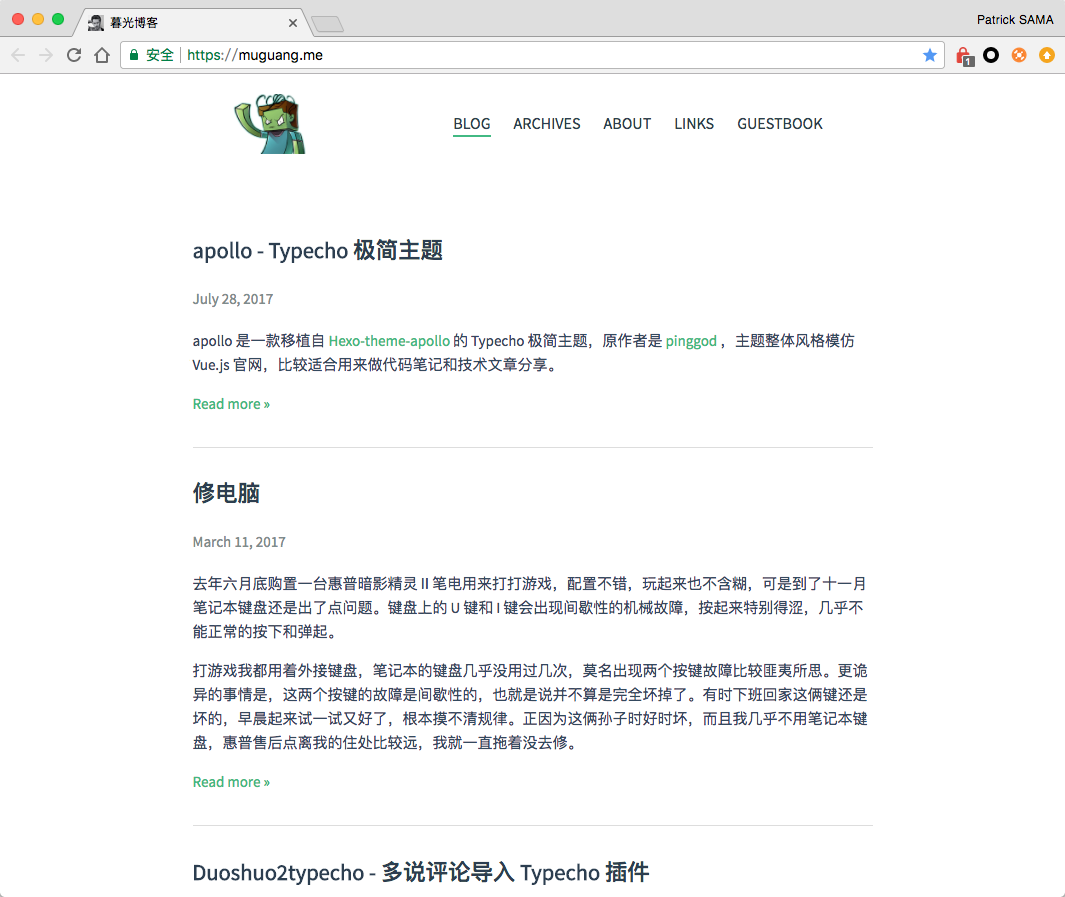 暮光博客
Patrick SAMA
安全 https://muguang.me
1
BLOG ARCHIVES ABOUT LINKS GUESTBOOK
apollo - Typecho 极简主题
July 28, 2017
apollo 是一款移植自 Hexo-theme-apollo 的 Typecho 极简主题，原作者是 pinggod ，主题整体风格模仿
Vue.js 官网，比较适合用来做代码笔记和技术文章分享。
Read more »
修电脑
March 11, 2017
去年六月底购置一台惠普暗影精灵 II 笔电用来打打游戏，配置不错，玩起来也不含糊，可是到了十一月
笔记本键盘还是出了点问题。键盘上的 U 键和 I 键会出现间歇性的机械故障，按起来特别得涩，几乎不
能正常的按下和弹起。
打游戏我都用着外接键盘，笔记本的键盘几乎没用过几次，莫名出现两个按键故障比较匪夷所思。更诡
异的事情是，这两个按键的故障是间歇性的，也就是说并不算是完全坏掉了。有时下班回家这俩键还是
坏的，早晨起来试一试又好了，根本摸不清规律。正因为这俩孙子时好时坏，而且我几乎不用笔记本键
盘，惠普售后点离我的住处比较远，我就一直拖着没去修。
Read more »
Duoshuo2typecho - 多说评论导入 Typecho 插件